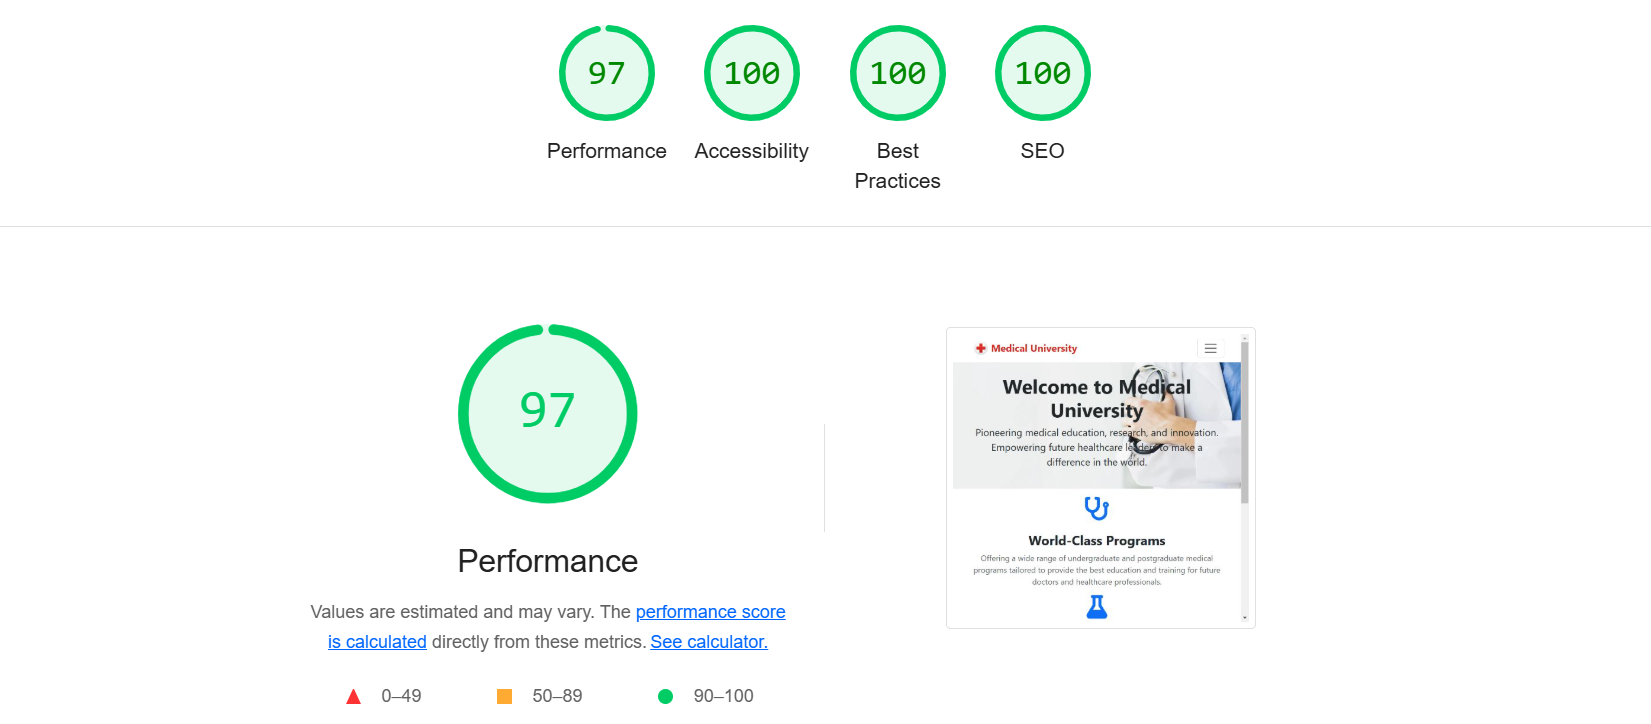 97
100
100
100
Performance
Accessibility
Best
Practices
SEO
97
Performance
Values are estimated and may vary. The performance score
is calculated directly from these metrics. See calculator.
0–49
50–89
90–100
Medical University
Welcome to Medical
University
Pioneering medical education, research, and innovation.
Empowering future healthcare leaders to make a
difference in the world.
World-Class Programs
Offering a wide range of undergraduate and postgraduate medical
programs tailored to provide the best education and training for future
doctors and healthcare professionals.